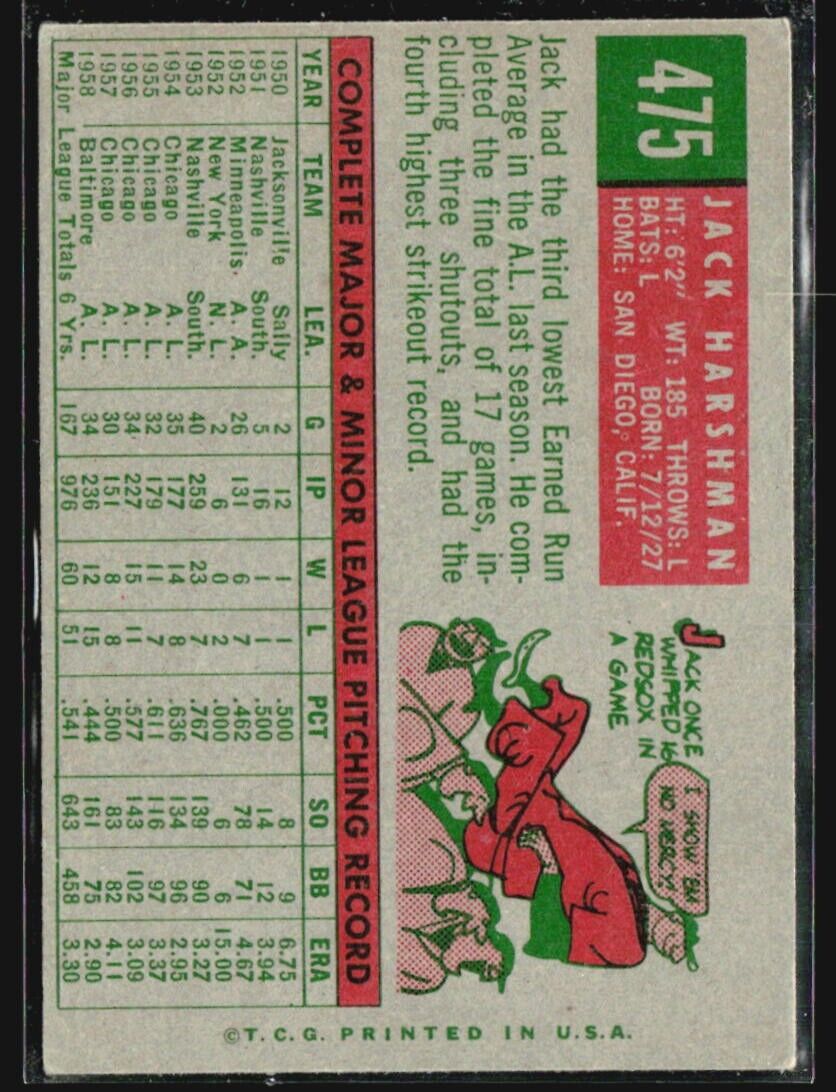 475
JACK HARSHMAN
HT: 6'2" WT: 185 THROWS: L
BATS: L BORN: 7/12/27
HOME: SAN DIEGO, CALIF.
Jack had the third lowest Earned Run
Average in the A.L. last season. He com-
pleted the fine total of 17 games, in-
cluding three shutouts, and had the
fourth highest strikeout record.
JACK ONCE
WHIPPED 16
REDSOX IN
A GAME
I SHOW 'EM
NO MERCY!
COMPLETE MAJOR & MINOR LEAGUE PITCHING RECORD
YEAR TEAM LEA. G IP W L PCT SO BB ERA
1950 Jacksonville Sally 2 12 1 1 .500 8 9 6.75
1951 Nashville South. 5 16 1 1 .500 14 12 3.94
1952 Minneapolis. A. A. 26 131 6 7 .462 78 71 4.67
1952 New York N. L. 2 6 0 2 .000 6 6 15.00
1953 Nashville South. 40 259 23 7 .767 139 90 3.27
1954 Chicago A. L. 35 177 14 8 .636 134 96 2.95
1955 Chicago A. L. 32 179 11 7 .611 116 97 3.37
1956 Chicago A. L. 34 227 15 11 .577 143 102 3.09
1957 Chicago A. L. 30 151 8 8 .500 83 82 4.11
1958 Baltimore A. L. 34 236 12 15 .444 161 75 2.90
Major League Totals 6 Yrs. 167 976 60 51 .541 643 458 3.30
©T.C.G. PRINTED IN U.S.A.